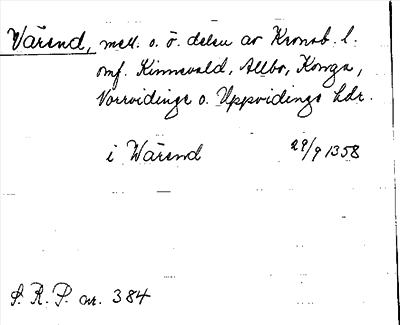 Värend, mell. o. ö. delen av Kronob. l.
omf. Kinnevald, Allbo, Konga,
Norrvidinge o. Uppvidinge hdr.
i Wärend 29/9 1358
S. R. P. nr. 384